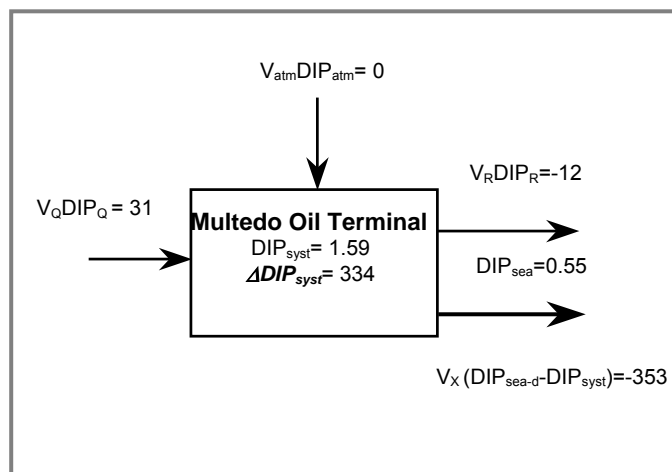 VatmDIPatm= 0
VRDIPR=-12
VQDIPQ = 31
Multedo Oil Terminal
DIPsyst= 1.59
DIPsea=0.55
ΔDIPsyst= 334
VX (DIPsea-d-DIPsyst)=-353